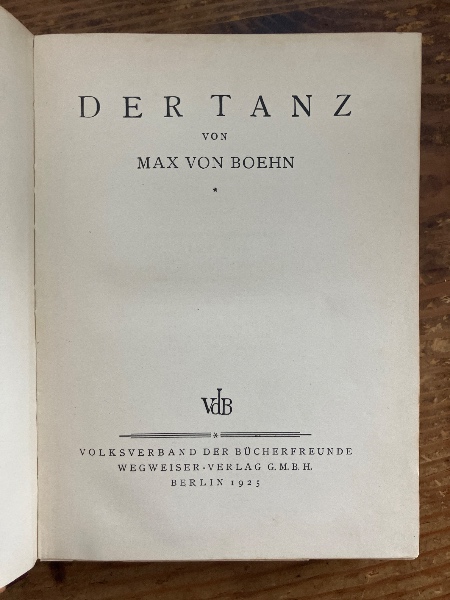 DER TANZ
VON
MAX VON BOEHN
*
VdB
*
VOLKSVERBAND DER BÜCHERFREUNDE
WEGWEISER-VERLAG G.M.B.H.
BERLIN 1925